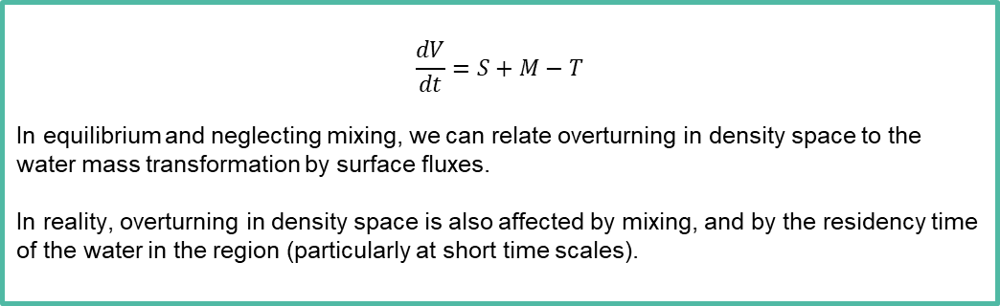 dV/dt = S + M − T
In equilibrium and neglecting mixing, we can relate overturning in density space to the
water mass transformation by surface fluxes.
In reality, overturning in density space is also affected by mixing, and by the residency time
of the water in the region (particularly at short time scales).